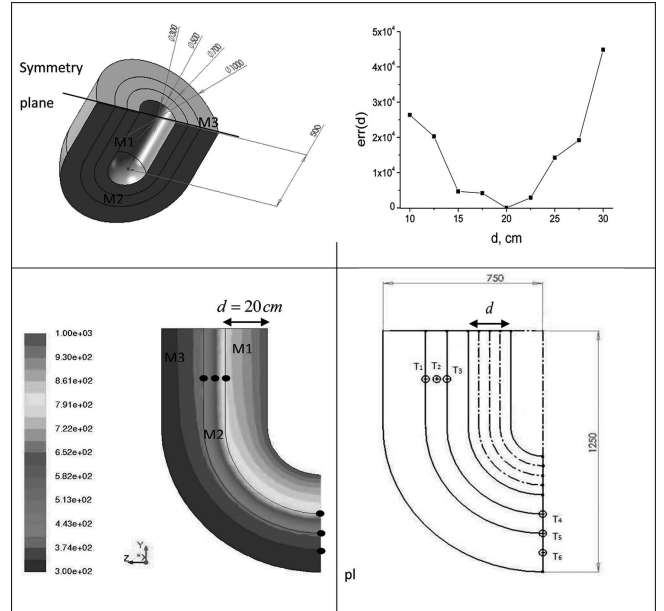 Symmetry
plane
Ø300
Ø500
Ø700
Ø1000
M1
M2
M3
500
err(d)
5x10⁴
4x10⁴
3x10⁴
2x10⁴
1x10⁴
0
10
15
20
25
30
d, cm
d = 20cm
1.00e+03
9.30e+02
8.61e+02
7.91e+02
7.22e+02
6.52e+02
5.82e+02
5.13e+02
4.43e+02
3.74e+02
3.00e+02
M3
M1
M2
Y
Z
X
750
d
T₁
T₂
T₃
1250
T₄
T₅
T₆
pl